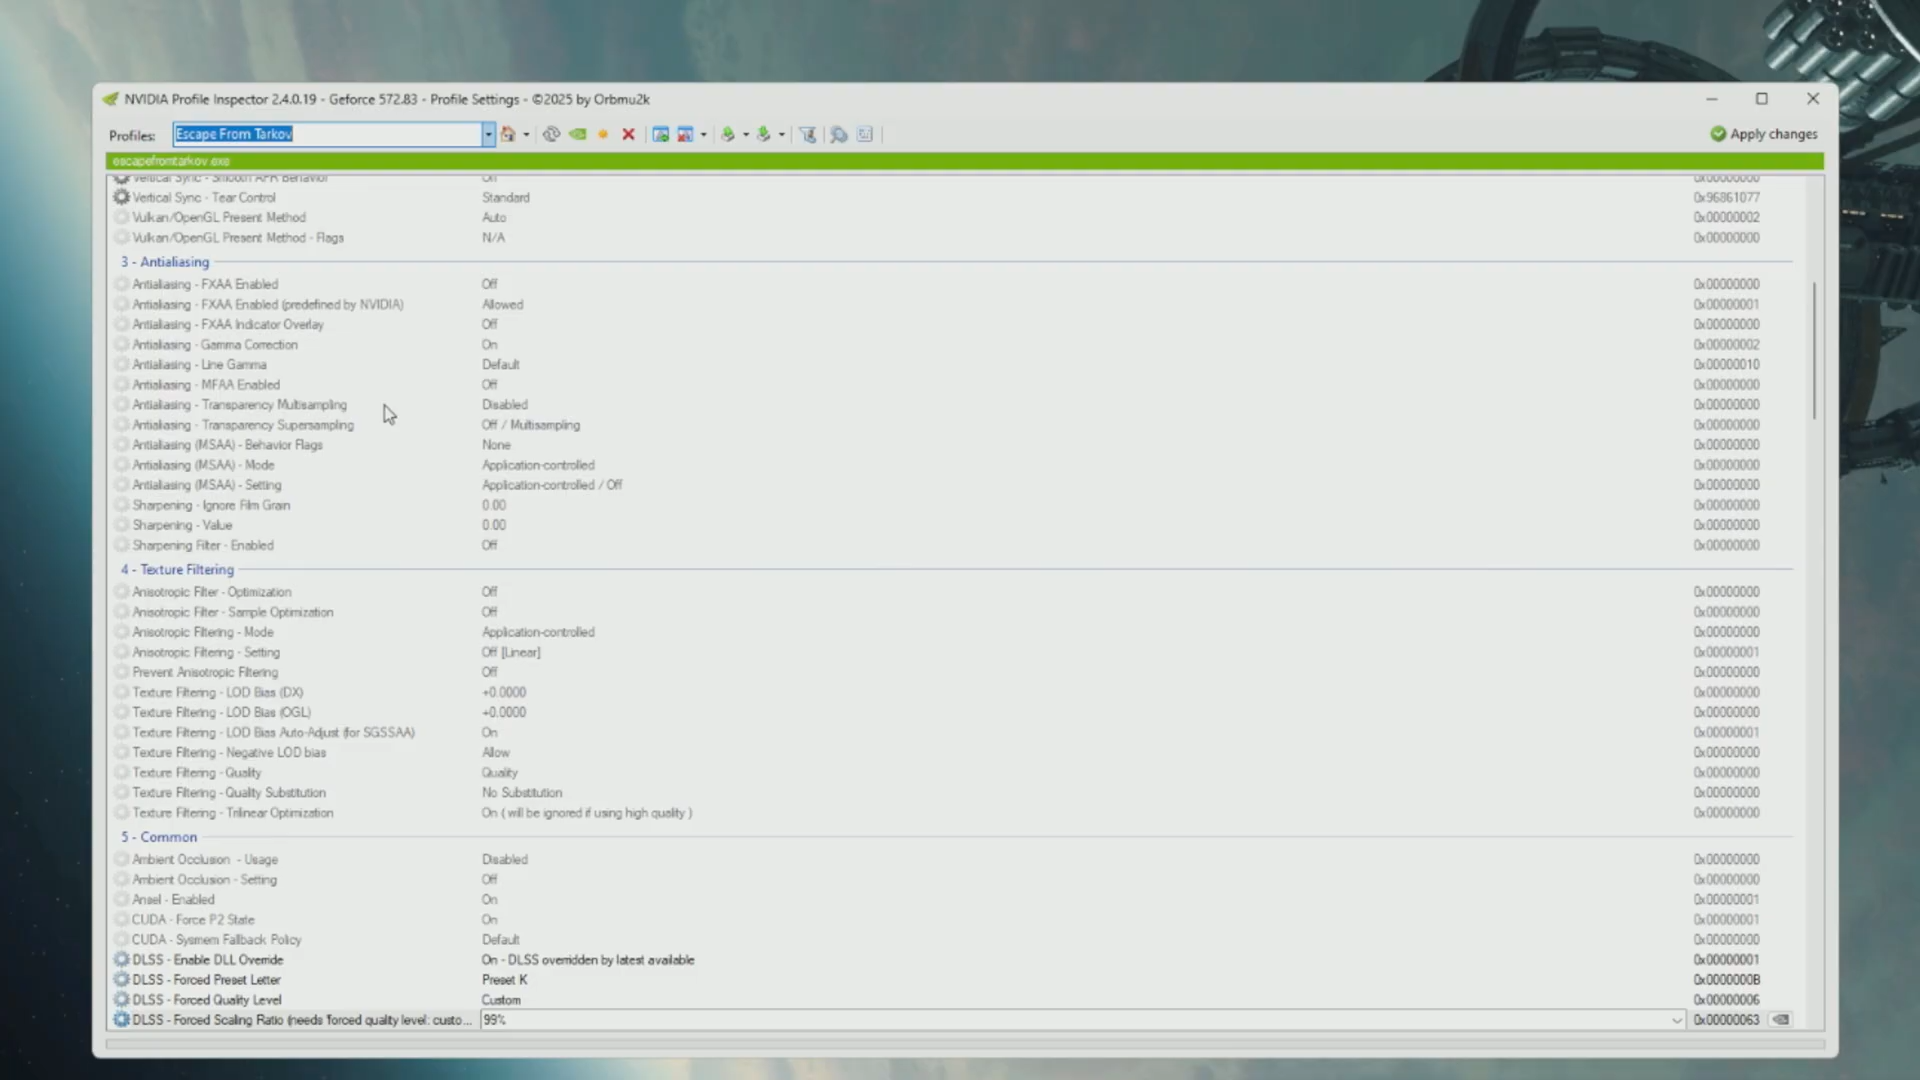 NVIDIA Profile Inspector 2.4.0.19 - Geforce 572.83 - Profile Settings - ©2025 by Orbmu2k
Profiles: Escape From Tarkov Apply changes
escapefromtarkov.exe
Vertical Sync - Smooth AFR Behavior On 0x00000000
Vertical Sync - Tear Control Standard 0x96861077
Vulkan/OpenGL Present Method Auto 0x00000002
Vulkan/OpenGL Present Method - Flags N/A 0x00000000
3 - Antialiasing
Antialiasing - FXAA Enabled Off 0x00000000
Antialiasing - FXAA Enabled (predefined by NVIDIA) Allowed 0x00000001
Antialiasing - FXAA Indicator Overlay Off 0x00000000
Antialiasing - Gamma Correction On 0x00000002
Antialiasing - Line Gamma Default 0x00000010
Antialiasing - MFAA Enabled Off 0x00000000
Antialiasing - Transparency Multisampling Disabled 0x00000000
Antialiasing - Transparency Supersampling Off / Multisampling 0x00000000
Antialiasing (MSAA) - Behavior Flags None 0x00000000
Antialiasing (MSAA) - Mode Application-controlled 0x00000000
Antialiasing (MSAA) - Setting Application-controlled / Off 0x00000000
Sharpening - Ignore Film Grain 0.00 0x00000000
Sharpening - Value 0.00 0x00000000
Sharpening Filter - Enabled Off 0x00000000
4 - Texture Filtering
Anisotropic Filter - Optimization Off 0x00000000
Anisotropic Filter - Sample Optimization Off 0x00000000
Anisotropic Filtering - Mode Application-controlled 0x00000000
Anisotropic Filtering - Setting Off [Linear] 0x00000001
Prevent Anisotropic Filtering Off 0x00000000
Texture Filtering - LOD Bias (DX) +0.0000 0x00000000
Texture Filtering - LOD Bias (OGL) +0.0000 0x00000000
Texture Filtering - LOD Bias Auto-Adjust (for SGSSAA) On 0x00000001
Texture Filtering - Negative LOD bias Allow 0x00000000
Texture Filtering - Quality Quality 0x00000000
Texture Filtering - Quality Substitution No Substitution 0x00000000
Texture Filtering - Trilinear Optimization On ( will be ignored if using high quality ) 0x00000000
5 - Common
Ambient Occlusion - Usage Disabled 0x00000000
Ambient Occlusion - Setting Off 0x00000000
Ansel - Enabled On 0x00000001
CUDA - Force P2 State On 0x00000001
CUDA - Sysmem Fallback Policy Default 0x00000000
DLSS - Enable DLL Override On - DLSS overridden by latest available 0x00000001
DLSS - Forced Preset Letter Preset K 0x0000000B
DLSS - Forced Quality Level Custom 0x00000006
DLSS - Forced Scaling Ratio (needs 'forced quality level: custo... 99% 0x00000063